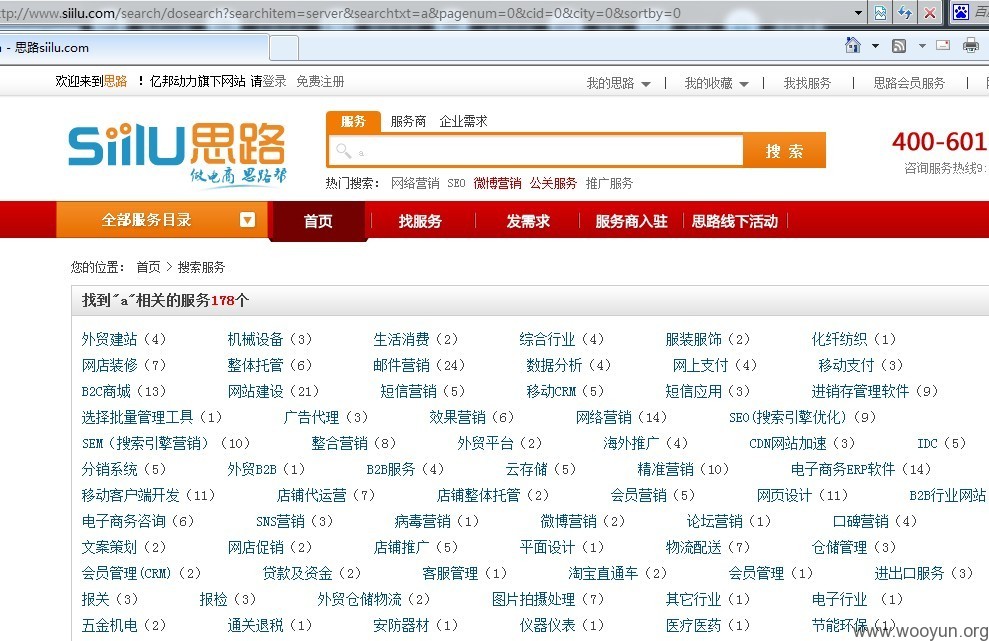 ttp://www.siilu.com/search/dosearch?searchitem=server&searchtxt=a&pagenum=0&cid=0&city=0&sortby=0
- 思路siilu.com
欢迎来到思路 ！亿邦动力旗下网站 请登录 免费注册 我的思路 | 我的收藏 | 我找服务 | 思路会员服务 |
服务 服务商 企业需求
Siilu思路
做电商 思路帮
a
搜 索
400-601
咨询服务热线9:
热门搜索： 网络营销 SEO 微博营销 公关服务 推广服务
全部服务目录 首页 找服务 发需求 服务商入驻 思路线下活动
您的位置： 首页 > 搜索服务
找到"a"相关的服务178个
外贸建站（4） 机械设备（3） 生活消费（2） 综合行业（4） 服装服饰（2） 化纤纺织（1）
网店装修（7） 整体托管（6） 邮件营销（24） 数据分析（4） 网上支付（4） 移动支付（3）
B2C商城（13） 网站建设（21） 短信营销（5） 移动CRM（5） 短信应用（3） 进销存管理软件（9）
选择批量管理工具（1） 广告代理（3） 效果营销（6） 网络营销（14） SEO(搜索引擎优化)（9）
SEM（搜索引擎营销）（10） 整合营销（8） 外贸平台（2） 海外推广（4） CDN网站加速（3） IDC（5）
分销系统（5） 外贸B2B（1） B2B服务（4） 云存储（5） 精准营销（10） 电子商务ERP软件（14）
移动客户端开发（11） 店铺代运营（7） 店铺整体托管（2） 会员营销（5） 网页设计（11） B2B行业网站
电子商务咨询（6） SNS营销（3） 病毒营销（1） 微博营销（2） 论坛营销（1） 口碑营销（4）
文案策划（2） 网店促销（2） 店铺推广（5） 平面设计（1） 物流配送（7） 仓储管理（3）
会员管理(CRM)（2） 贷款及资金（2） 客服管理（1） 淘宝直通车（2） 会员管理（1） 进出口服务（3）
报关（3） 报检（3） 外贸仓储物流（2） 图片拍摄处理（7） 其它行业（1） 电子行业 （1）
五金机电（2） 通关退税（1） 安防器材（1） 仪器仪表（1） 医疗医药（1） 节能环保（1）
www.wooyun.org